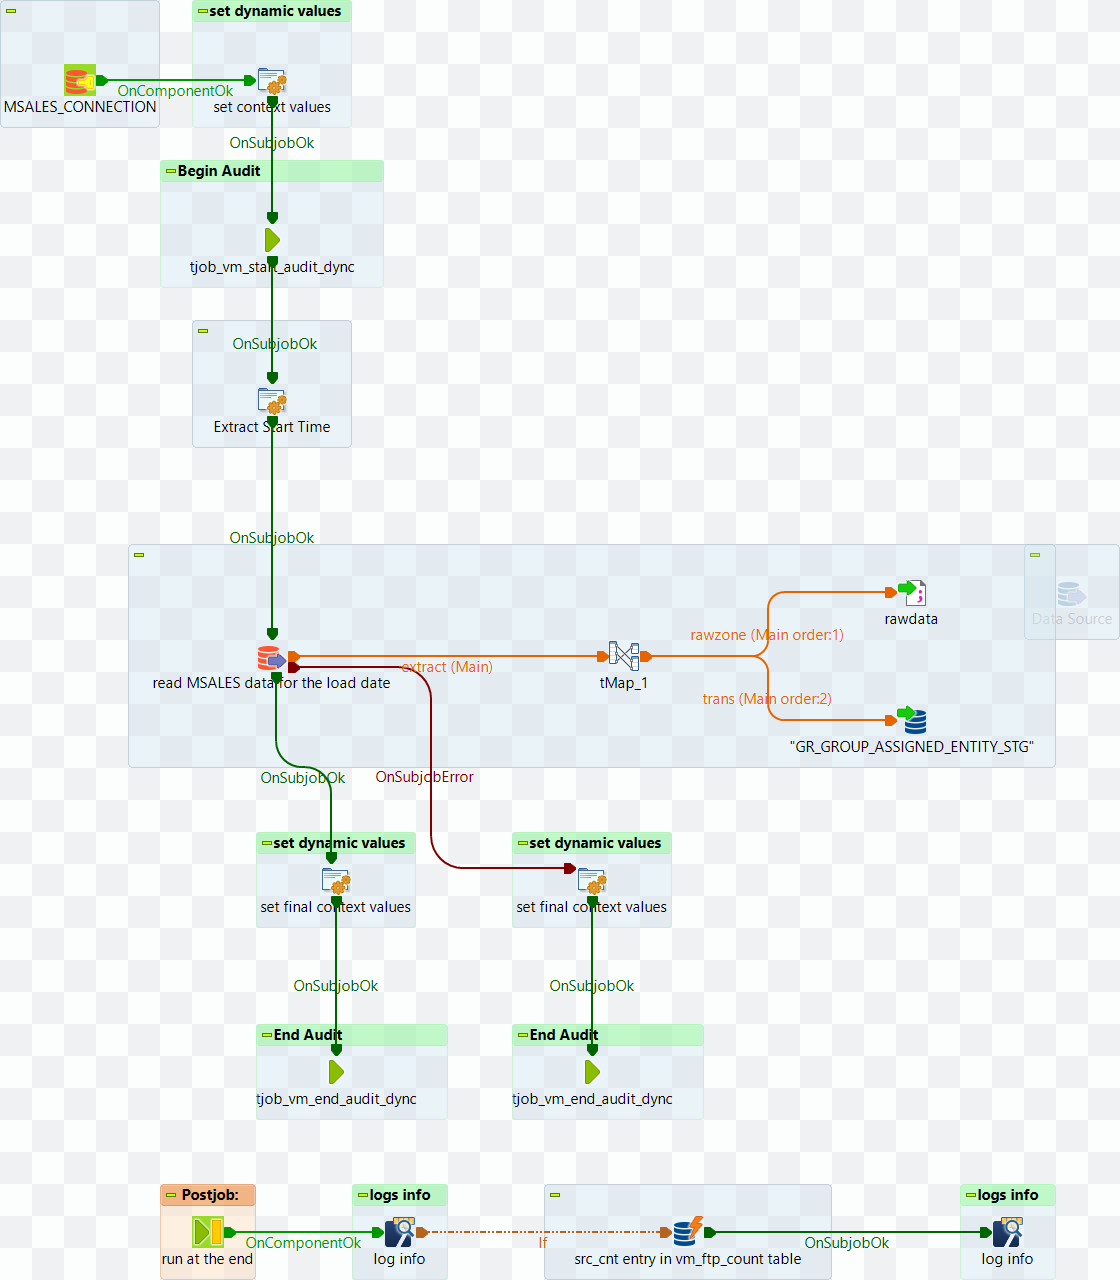 set dynamic values
OnComponentOk
MSALES_CONNECTION
set context values
OnSubjobOk
Begin Audit
tjob_vm_start_audit_dync
OnSubjobOk
Extract Start Time
OnSubjobOk
Data Source
rawdata
rawzone (Main order:1)
extract (Main)
read MSALES data for the load date
tMap_1
trans (Main order:2)
"GR_GROUP_ASSIGNED_ENTITY_STG"
OnSubjobOk
OnSubjobError
set dynamic values
set dynamic values
set final context values
set final context values
OnSubjobOk
OnSubjobOk
End Audit
End Audit
tjob_vm_end_audit_dync
tjob_vm_end_audit_dync
Postjob:
logs info
logs info
OnComponentOk
If
OnSubjobOk
run at the end
log info
src_cnt entry in vm_ftp_count table
log info